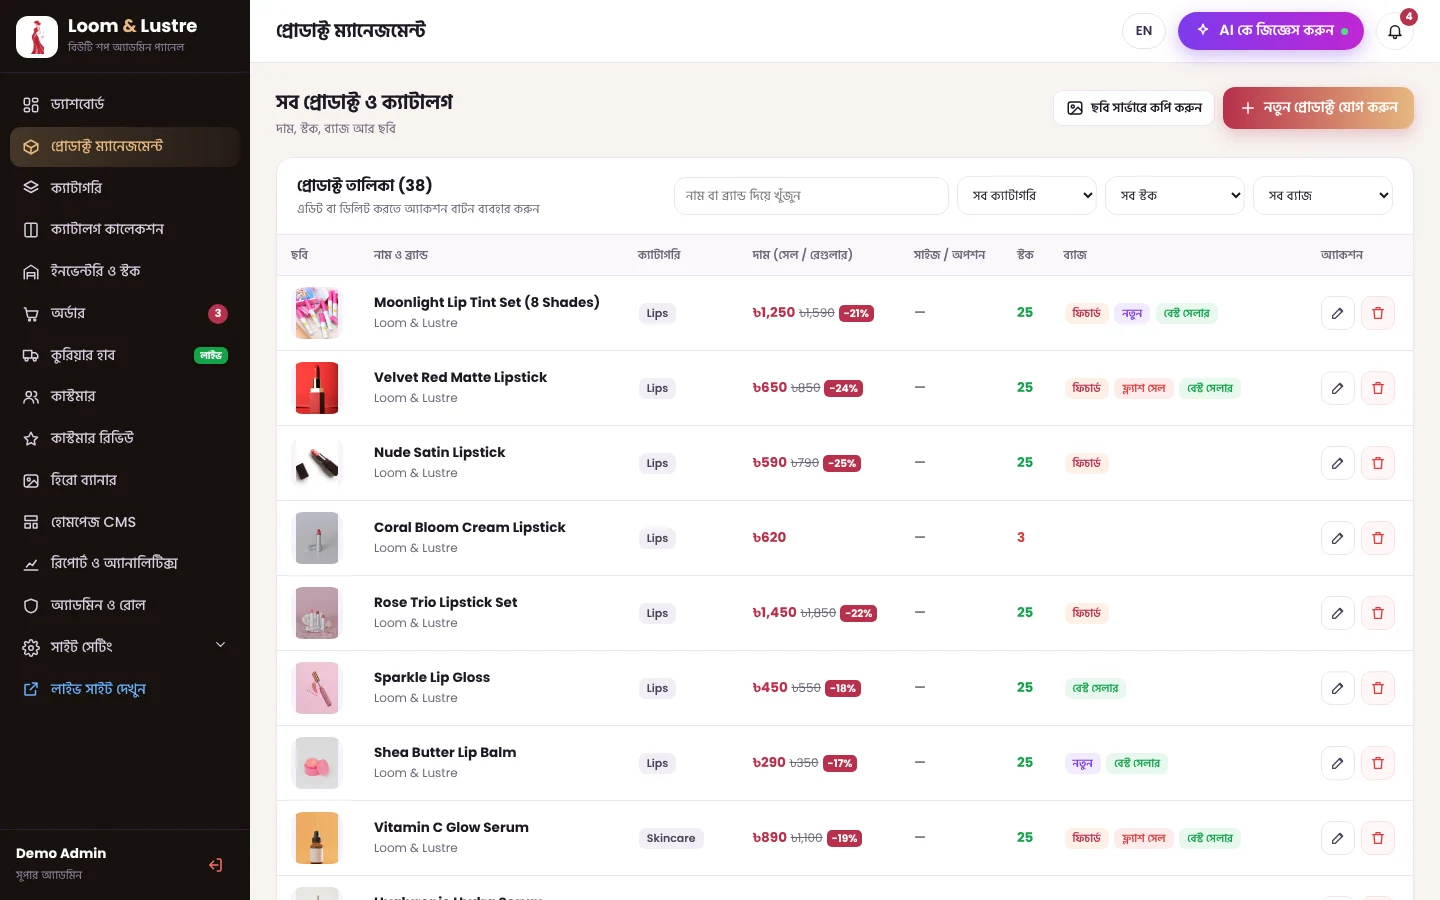 Loom & Lustre
বিউটি শপ অ্যাডমিন প্যানেল
ড্যাশবোর্ড
প্রোডাক্ট ম্যানেজমেন্ট
ক্যাটাগরি
ক্যাটালগ কালেকশন
ইনভেন্টরি ও স্টক
অর্ডার 3
কুরিয়ার হাব লাইভ
কাস্টমার
কাস্টমার রিভিউ
হিরো ব্যানার
হোমপেজ CMS
রিপোর্ট ও অ্যানালিটিক্স
অ্যাডমিন ও রোল
সাইট সেটিং
লাইভ সাইট দেখুন
Demo Admin
সুপার অ্যাডমিন
প্রোডাক্ট ম্যানেজমেন্ট EN AI কে জিজ্ঞেস করুন 4
সব প্রোডাক্ট ও ক্যাটালগ
দাম, স্টক, ব্যাজ আর ছবি
ছবি সার্ভারে কপি করুন নতুন প্রোডাক্ট যোগ করুন
প্রোডাক্ট তালিকা (38)
এডিট বা ডিলিট করতে অ্যাকশন বাটন ব্যবহার করুন
নাম বা ব্র্যান্ড দিয়ে খুঁজুন সব ক্যাটাগরি সব স্টক সব ব্যাজ
ছবি নাম ও ব্র্যান্ড ক্যাটাগরি দাম (সেল / রেগুলার) সাইজ / অপশন স্টক ব্যাজ অ্যাকশন
Moonlight Lip Tint Set (8 Shades)
Loom & Lustre
Lips ৳1,250 ৳1,590 -21% — 25 ফিচার্ড নতুন বেস্ট সেলার
Velvet Red Matte Lipstick
Loom & Lustre
Lips ৳650 ৳850 -24% — 25 ফিচার্ড ফ্ল্যাশ সেল বেস্ট সেলার
Nude Satin Lipstick
Loom & Lustre
Lips ৳590 ৳790 -25% — 25 ফিচার্ড
Coral Bloom Cream Lipstick
Loom & Lustre
Lips ৳620 — 3
Rose Trio Lipstick Set
Loom & Lustre
Lips ৳1,450 ৳1,850 -22% — 25 ফিচার্ড
Sparkle Lip Gloss
Loom & Lustre
Lips ৳450 ৳550 -18% — 25 বেস্ট সেলার
Shea Butter Lip Balm
Loom & Lustre
Lips ৳290 ৳350 -17% — 25 নতুন বেস্ট সেলার
Vitamin C Glow Serum
Loom & Lustre
Skincare ৳890 ৳1,100 -19% — 25 ফিচার্ড ফ্ল্যাশ সেল বেস্ট সেলার